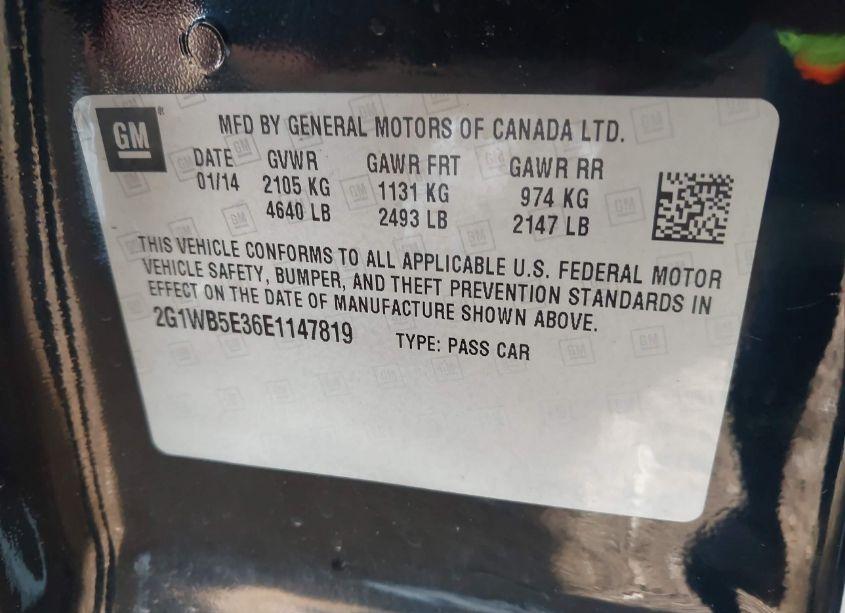 GM
MFD BY GENERAL MOTORS OF CANADA LTD.
DATE GVWR GAWR FRT GAWR RR
01/14 2105 KG 1131 KG 974 KG
4640 LB 2493 LB 2147 LB
THIS VEHICLE CONFORMS TO ALL APPLICABLE U.S. FEDERAL MOTOR
VEHICLE SAFETY, BUMPER, AND THEFT PREVENTION STANDARDS IN
EFFECT ON THE DATE OF MANUFACTURE SHOWN ABOVE.
2G1WB5E36E1147819 TYPE: PASS CAR